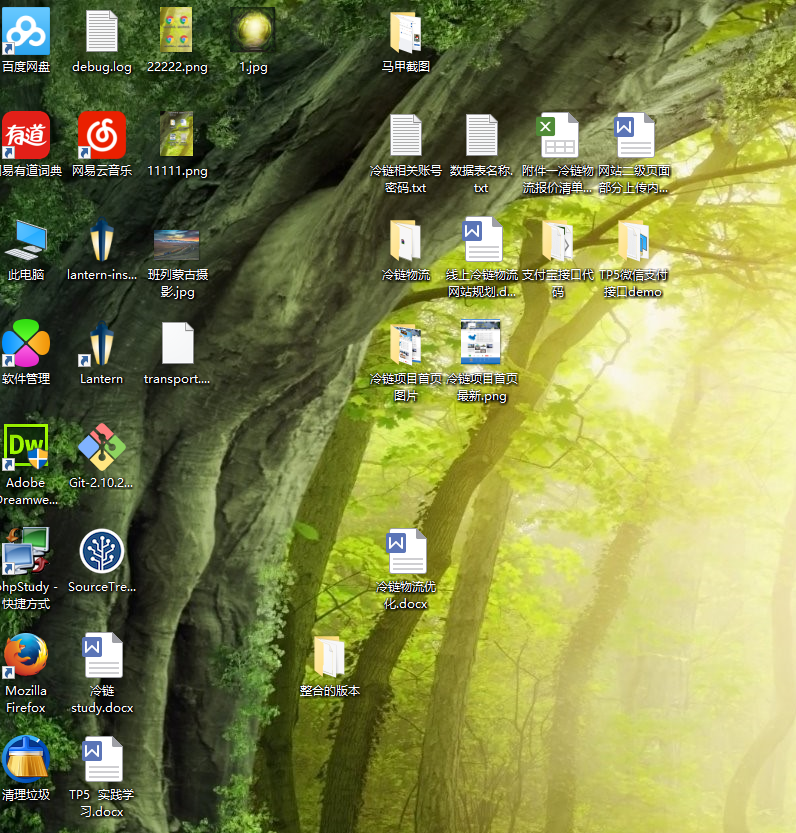 百度网盘
debug.log
22222.png
1.jpg
马甲截图
有道
易有道词典
网易云音乐
11111.png
冷链相关账号
密码.txt
数据表名称.
txt
附件一冷链物
流报价清单...
网站二级页面
部分上传内...
此电脑
lantern-ins...
班列蒙古摄
影.jpg
冷链物流
线上冷链物流
网站规划.d...
支付宝接口代
码
TP5微信支付
接口demo
软件管理
Lantern
transport....
冷链项目首页
图片
冷链项目首页
最新.png
Dw
Adobe
Dreamwe...
Git-2.10.2...
phpStudy -
快捷方式
SourceTre...
冷链物流优
化.docx
Mozilla
Firefox
冷链
study.docx
整合的版本
清理垃圾
TP5 实践学
习.docx